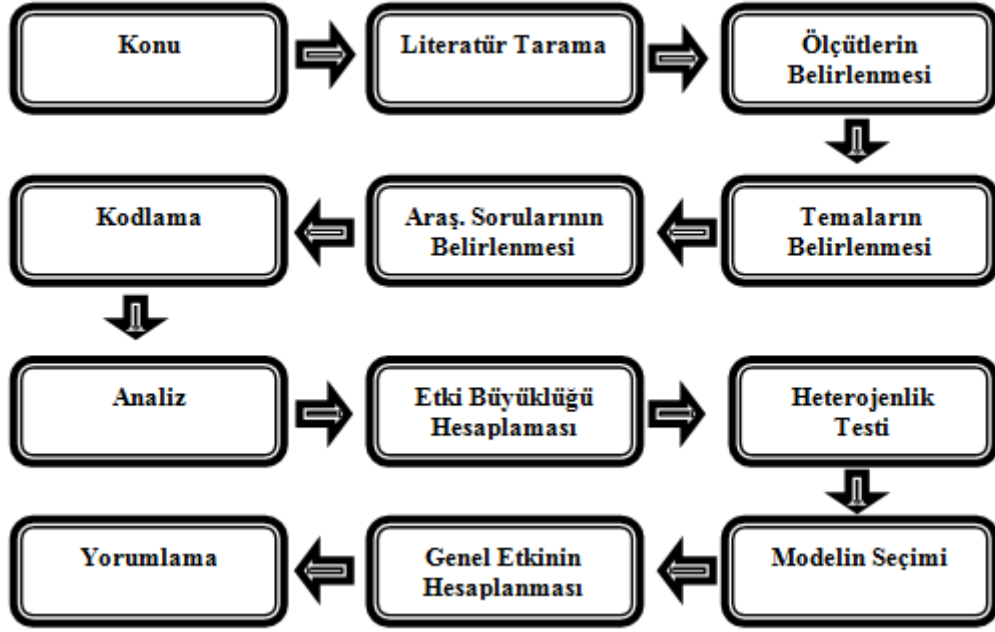 Konu
Literatür Tarama
Ölçütlerin
Belirlenmesi
Temaların
Belirlenmesi
Araş. Sorularının
Belirlenmesi
Kodlama
Analiz
Etki Büyüklüğü
Hesaplaması
Heterojenlik
Testi
Modelin Seçimi
Genel Etkinin
Hesaplanması
Yorumlama